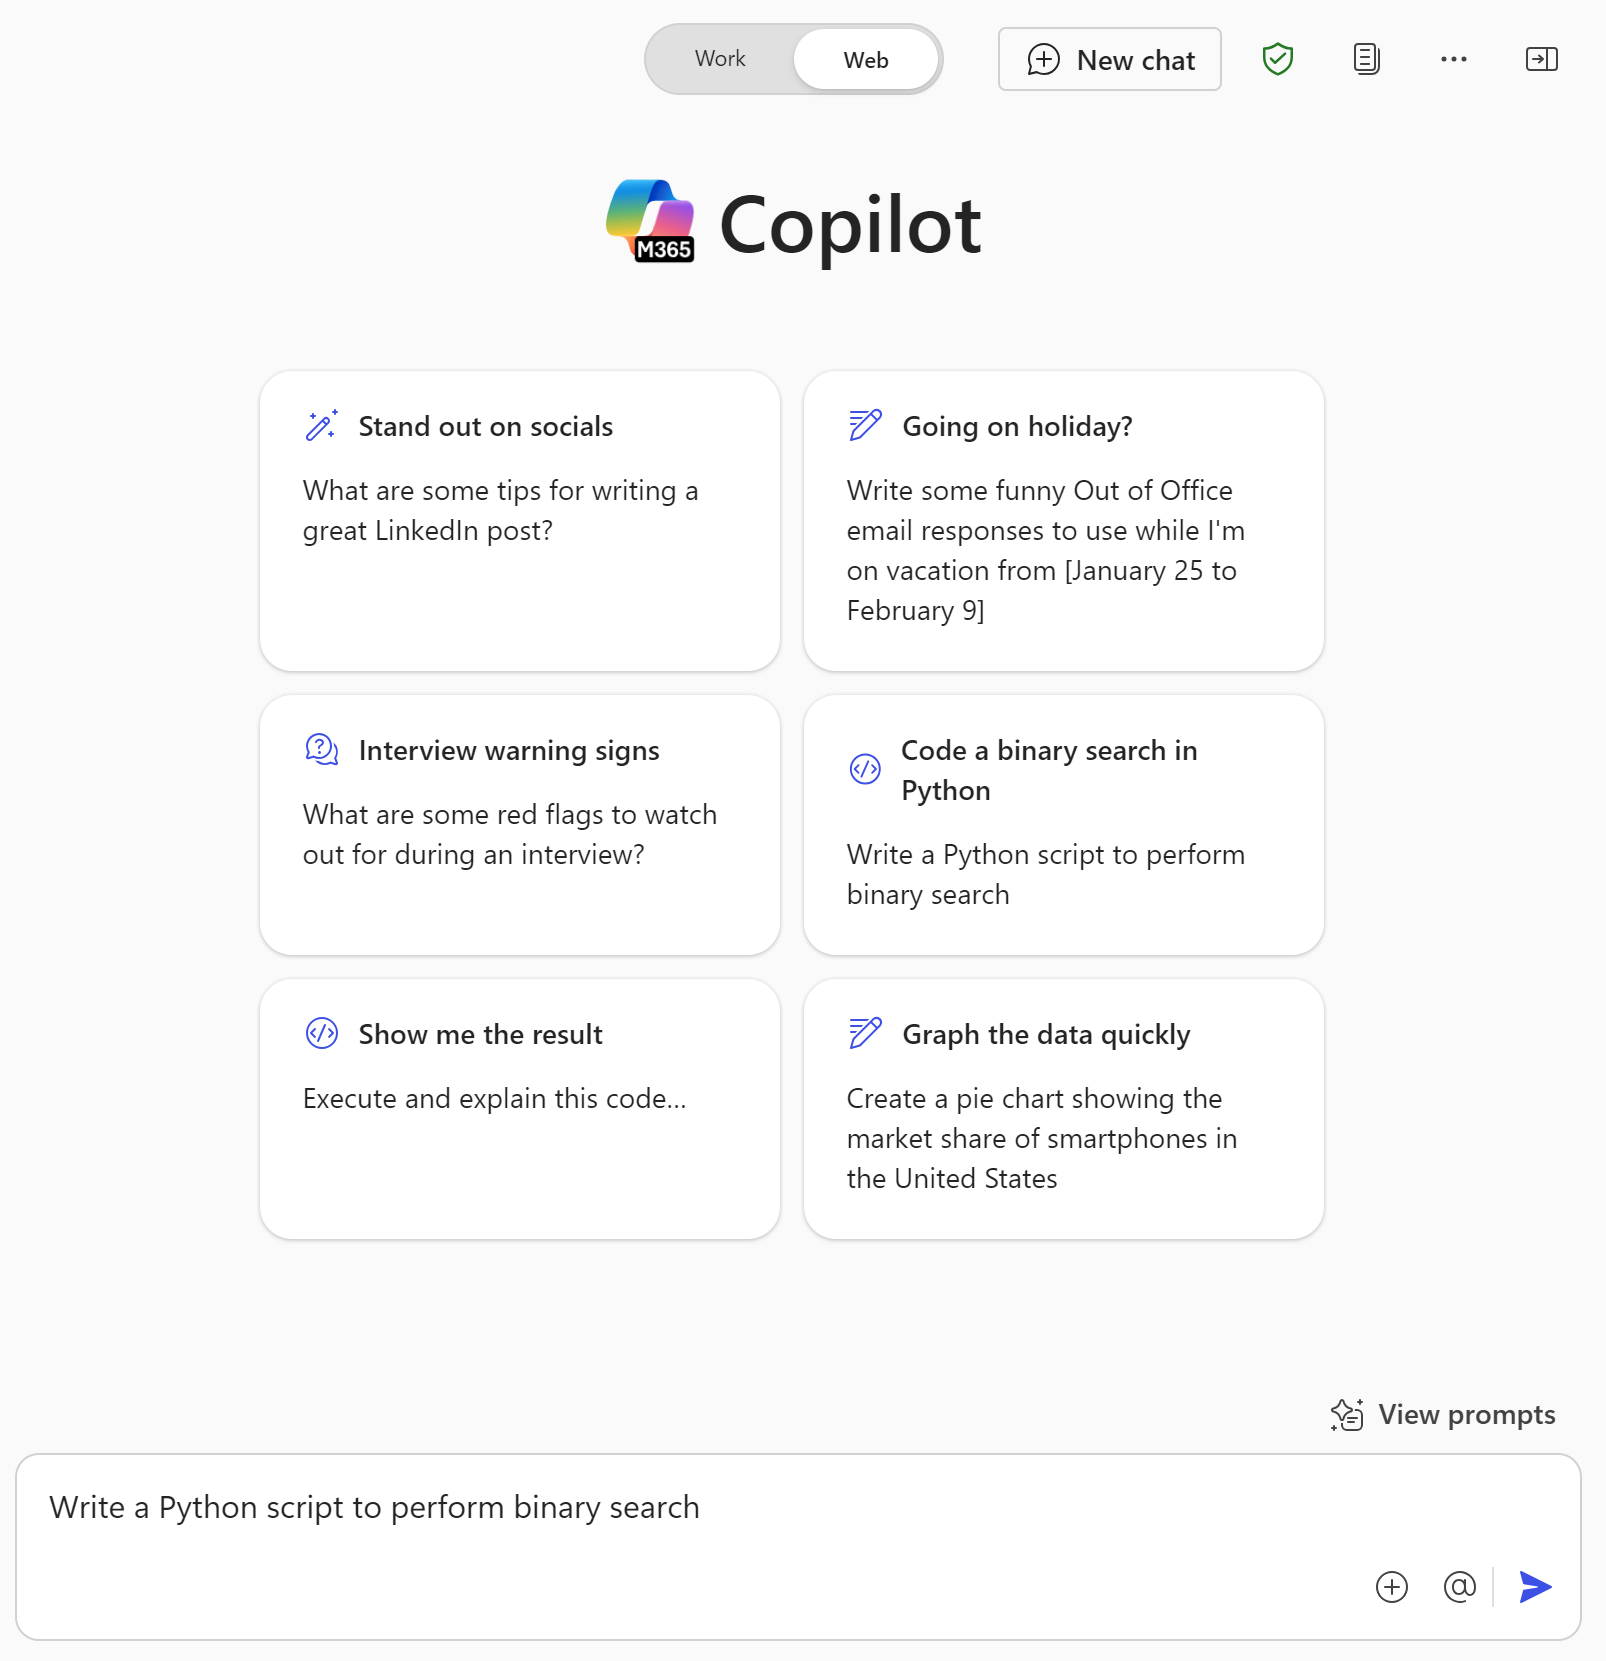 Work
Web
New chat
M365
Copilot
Stand out on socials
What are some tips for writing a
great LinkedIn post?
Going on holiday?
Write some funny Out of Office
email responses to use while I'm
on vacation from [January 25 to
February 9]
Interview warning signs
What are some red flags to watch
out for during an interview?
Code a binary search in
Python
Write a Python script to perform
binary search
Show me the result
Execute and explain this code...
Graph the data quickly
Create a pie chart showing the
market share of smartphones in
the United States
View prompts
Write a Python script to perform binary search